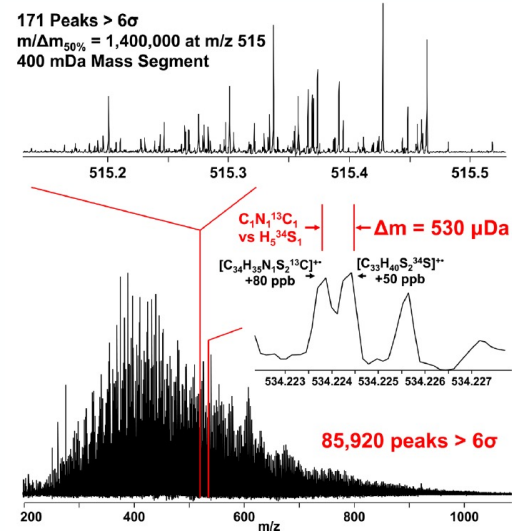 171 Peaks > 6σ
m/Δm50% = 1,400,000 at m/z 515
400 mDa Mass Segment
515.2 515.3 515.4 515.5
C₁N₁¹³C₁
vs H₅³⁴S₁
Δm = 530 μDa
[C₃₄H₃₅N₁S₂¹³C]⁺• [C₃₃H₄₀S₂³⁴S]⁺•
+80 ppb +50 ppb
534.223 534.224 534.225 534.226 534.227
85,920 peaks > 6σ
200 400 600 800 1000
m/z